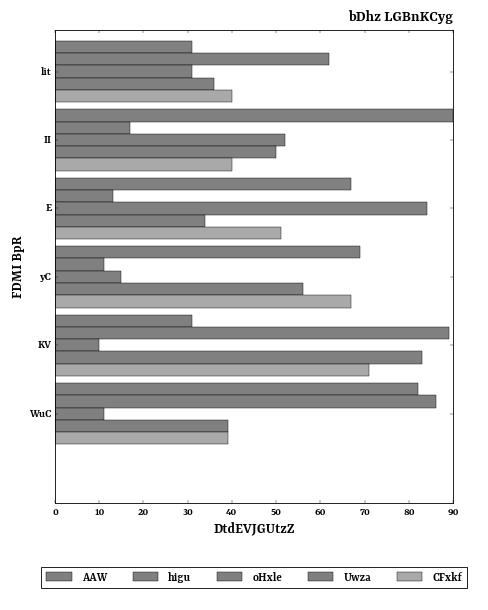 bDhz LGBnKCyg
lit
II
E
yC
KV
WuC
FDMI BpR
0 10 20 30 40 50 60 70 80 90
DtdEVJGUtzZ
AAW higu oHxle Uwza CFxkf